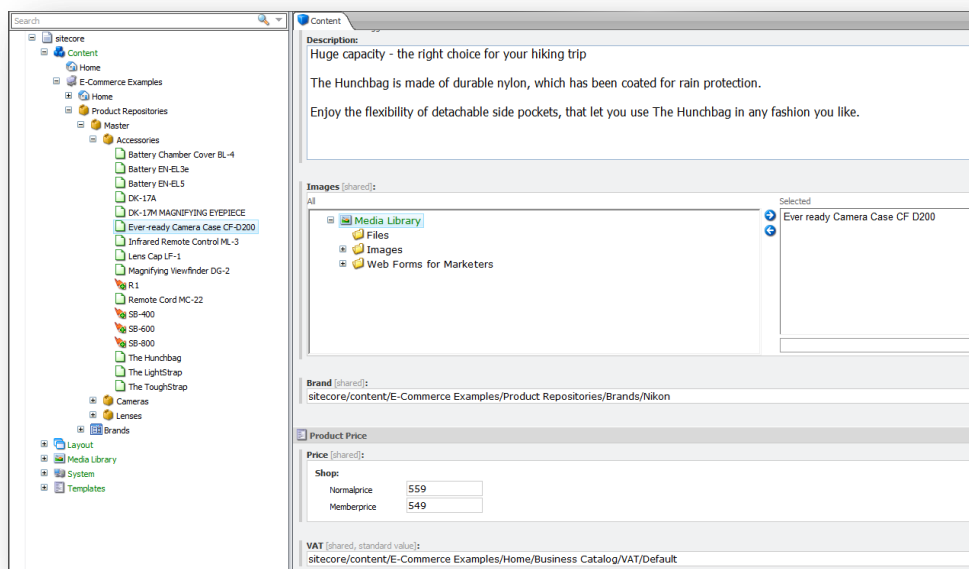 Search
sitecore
Content
Home
E-Commerce Examples
Home
Product Repositories
Master
Accessories
Battery Chamber Cover BL-4
Battery EN-EL3e
Battery EN-EL5
DK-17A
DK-17M MAGNIFYING EYEPIECE
Ever-ready Camera Case CF-D200
Infrared Remote Control ML-3
Lens Cap LF-1
Magnifying Viewfinder DG-2
R1
Remote Cord MC-22
SB-400
SB-600
SB-800
The Hunchbag
The LightStrap
The ToughStrap
Cameras
Lenses
Brands
Layout
Media Library
System
Templates
Content
Description:
Huge capacity - the right choice for your hiking trip
The Hunchbag is made of durable nylon, which has been coated for rain protection.
Enjoy the flexibility of detachable side pockets, that let you use The Hunchbag in any fashion you like.
Images [shared]:
All
Media Library
Files
Images
Web Forms for Marketers
Selected
Ever ready Camera Case CF D200
Brand [shared]:
sitecore/content/E-Commerce Examples/Product Repositories/Brands/Nikon
Product Price
Price [shared]:
Shop:
Normalprice 559
Memberprice 549
VAT [shared, standard value]:
sitecore/content/E-Commerce Examples/Home/Business Catalog/VAT/Default